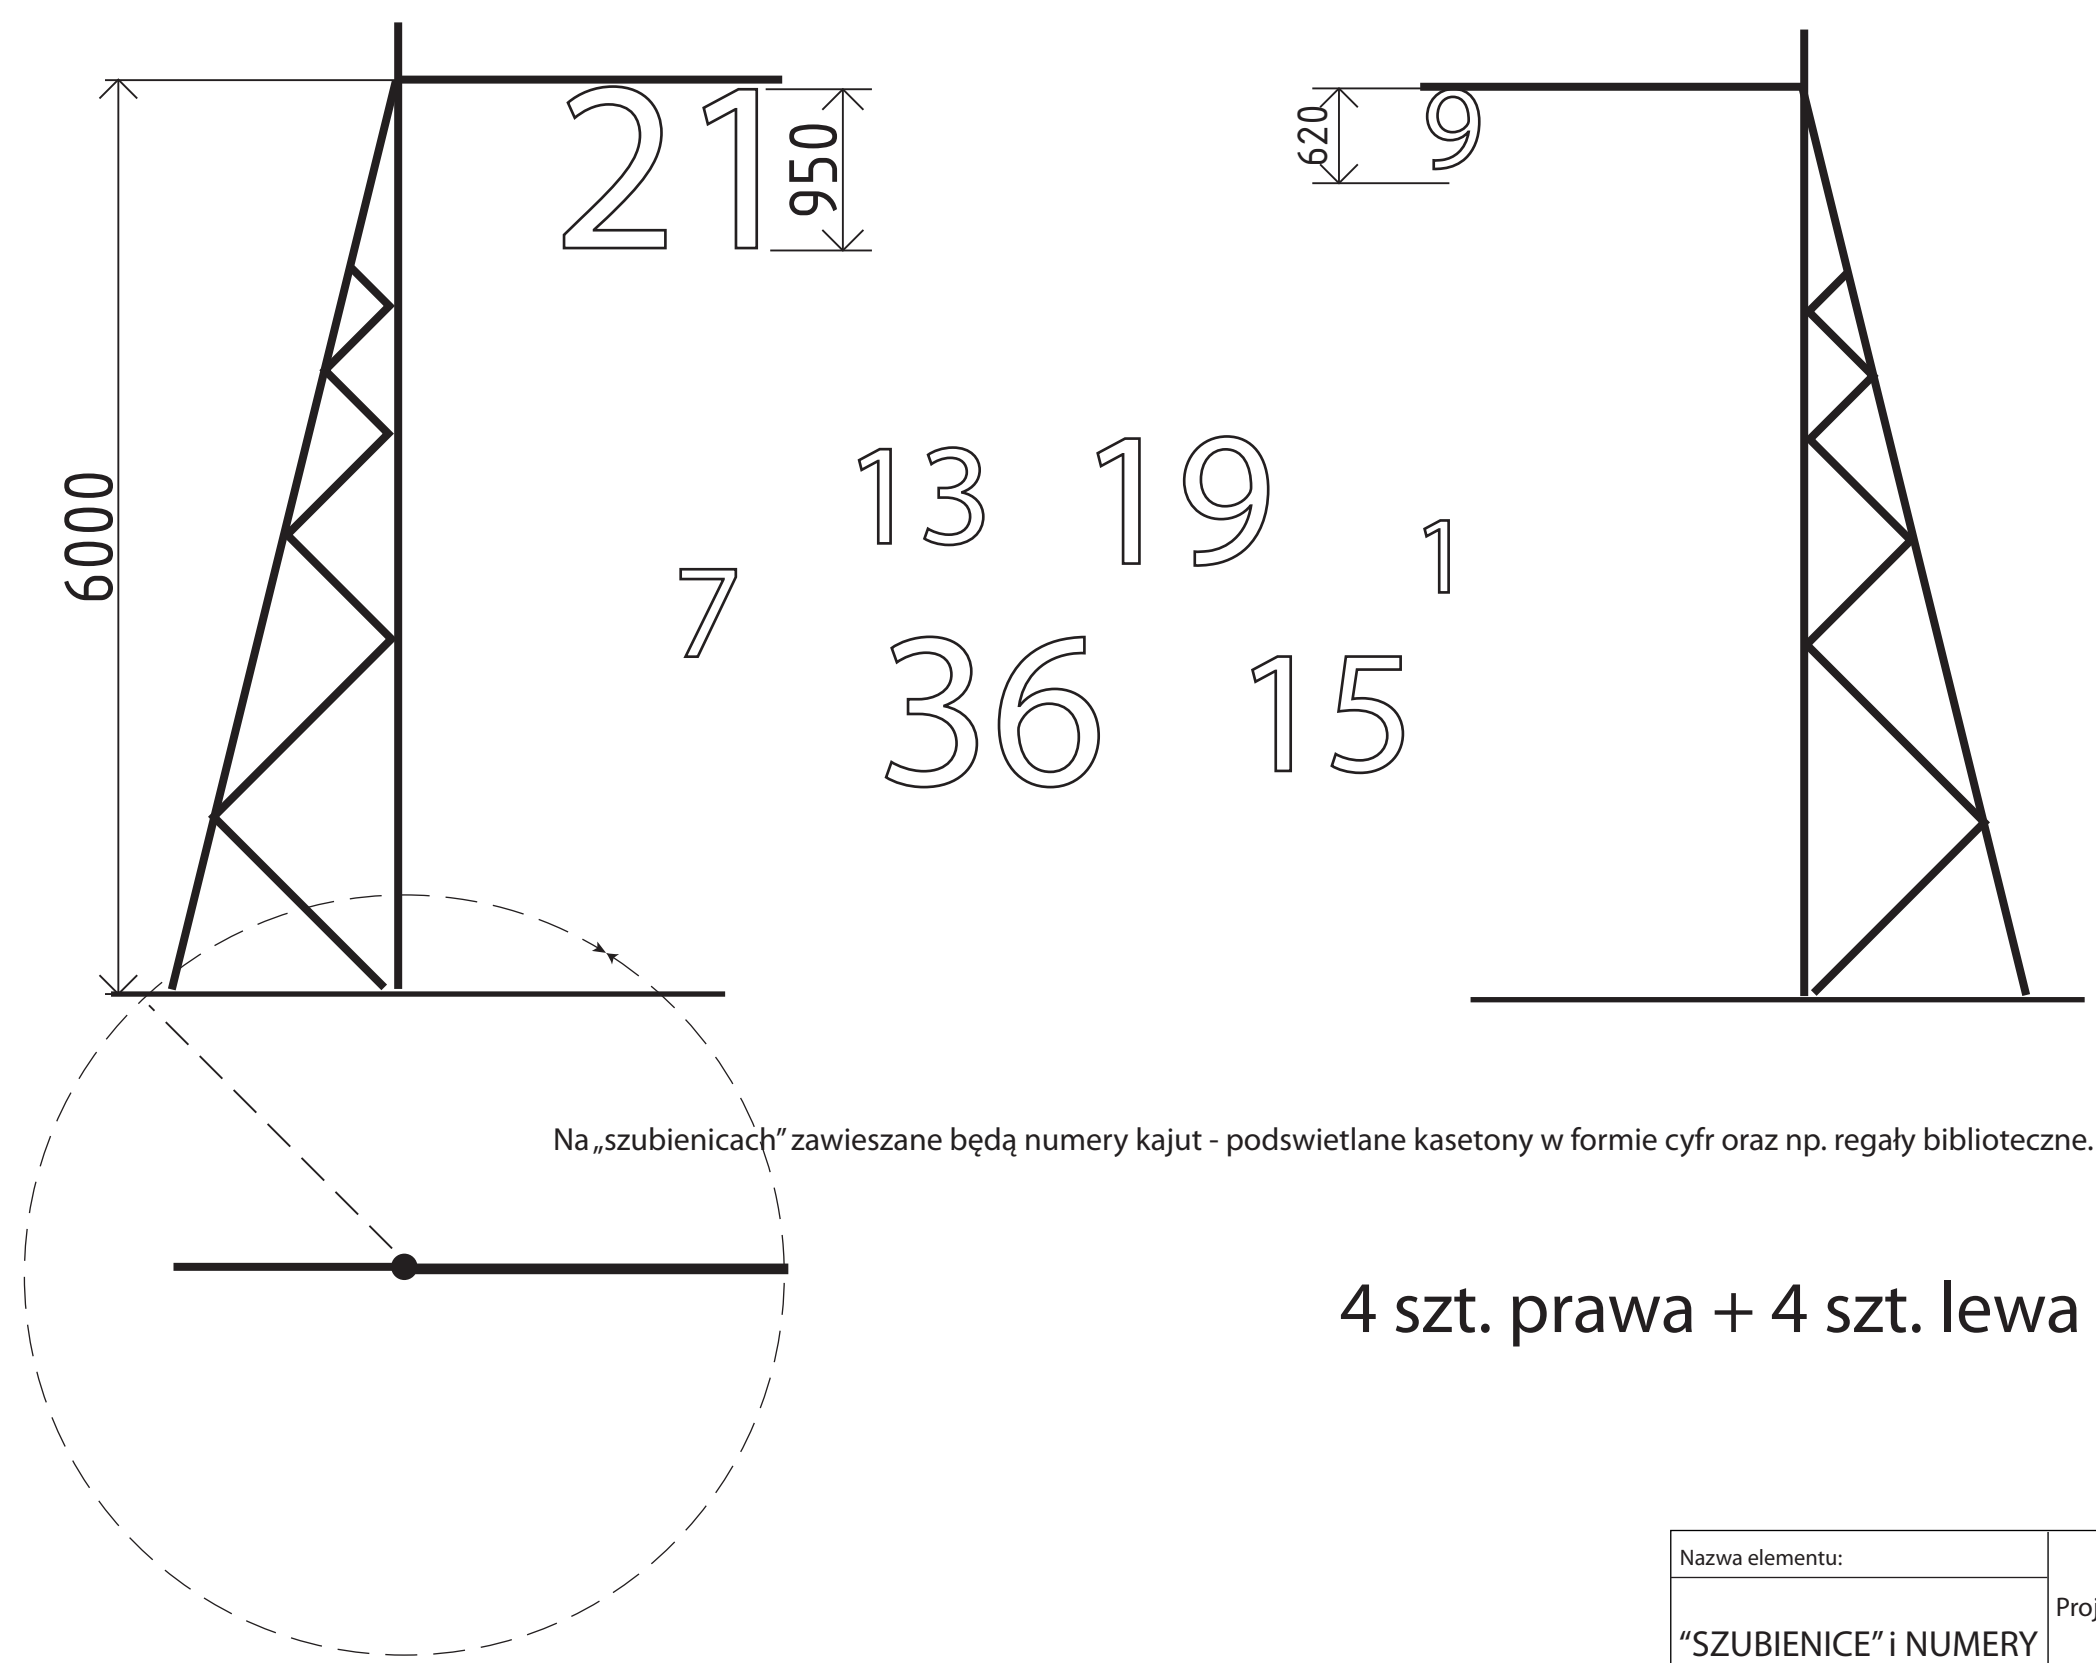 21
950
620
9
6000
13
19
1
7
36
15
Na „szubienicach” zawieszane będą numery kajut - podswietlane kasetony w formie cyfr oraz np. regały biblioteczne.
4 szt. prawa + 4 szt. lewa
Nazwa elementu:
Proj
“SZUBIENICE” i NUMERY